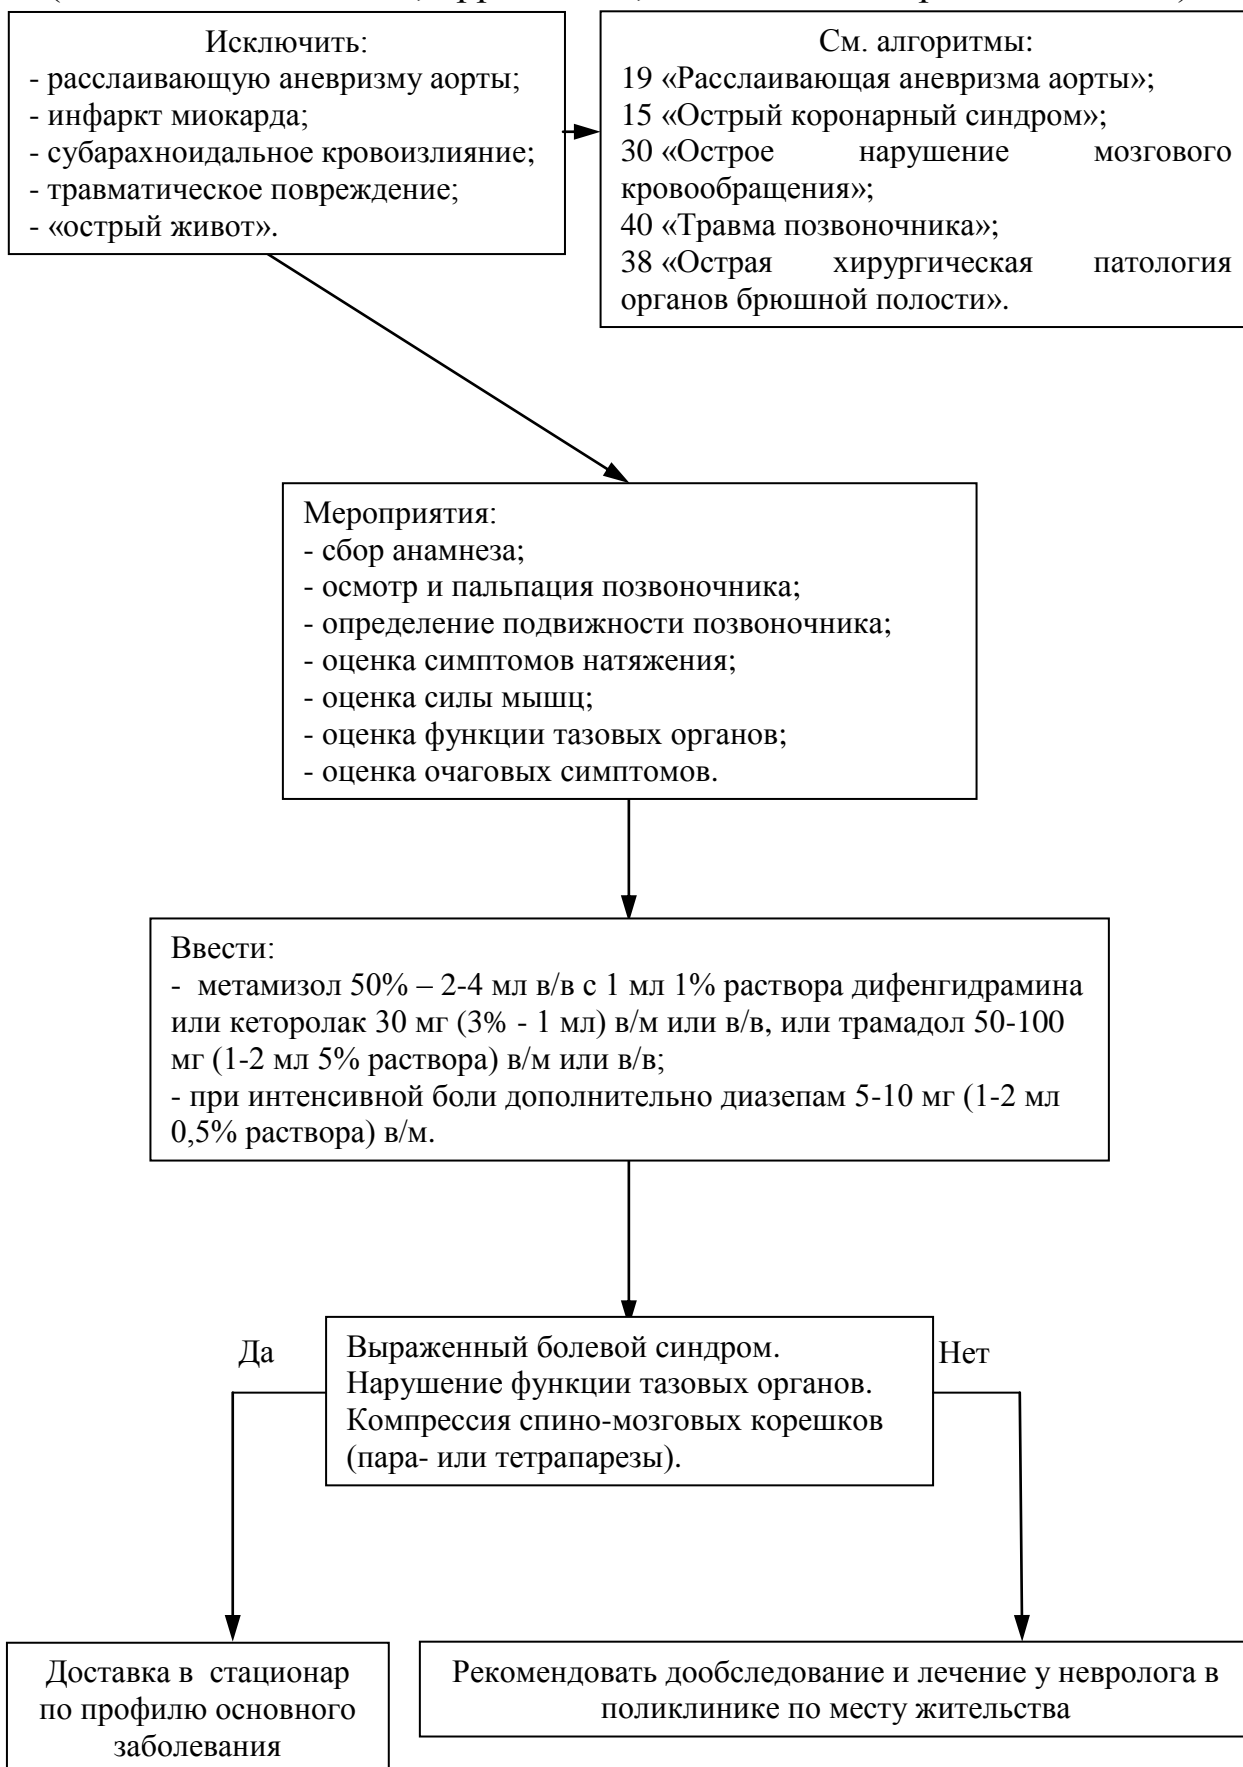 Исключить:
- расслаивающую аневризму аорты;
- инфаркт миокарда;
- субарахноидальное кровоизлияние;
- травматическое повреждение;
- «острый живот».
См. алгоритмы:
19 «Расслаивающая аневризма аорты»;
15 «Острый коронарный синдром»;
30 «Острое нарушение мозгового
кровообращения»;
40 «Травма позвоночника»;
38 «Острая хирургическая патология
органов брюшной полости».
Мероприятия:
- сбор анамнеза;
- осмотр и пальпация позвоночника;
- определение подвижности позвоночника;
- оценка симптомов натяжения;
- оценка силы мышц;
- оценка функции тазовых органов;
- оценка очаговых симптомов.
Ввести:
- метамизол 50% – 2-4 мл в/в с 1 мл 1% раствора дифенгидрамина
или кеторолак 30 мг (3% - 1 мл) в/м или в/в, или трамадол 50-100
мг (1-2 мл 5% раствора) в/м или в/в;
- при интенсивной боли дополнительно диазепам 5-10 мг (1-2 мл
0,5% раствора) в/м.
Да
Выраженный болевой синдром.
Нарушение функции тазовых органов.
Компрессия спино-мозговых корешков
(пара- или тетрапарезы).
Нет
Доставка в стационар
по профилю основного
заболевания
Рекомендовать дообследование и лечение у невролога в
поликлинике по месту жительства